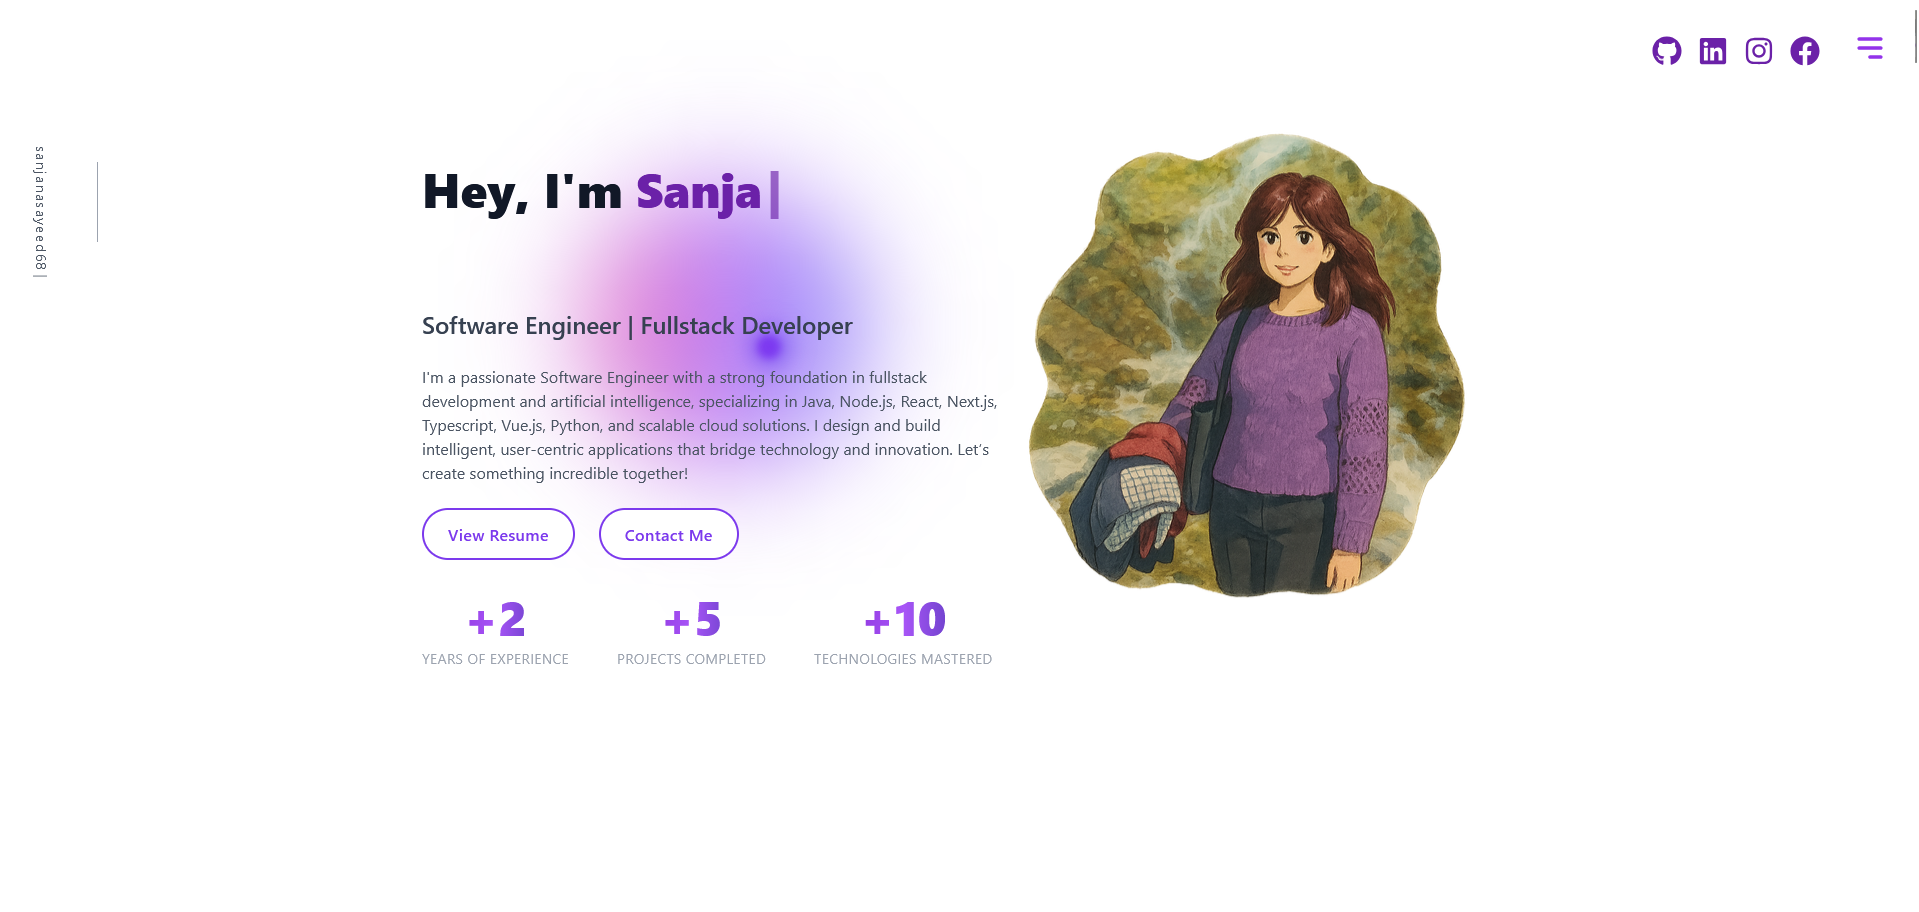 sanjanasayeed68|
Hey, I'm Sanja|
Software Engineer | Fullstack Developer
I'm a passionate Software Engineer with a strong foundation in fullstack
development and artificial intelligence, specializing in Java, Node.js, React, Next.js,
Typescript, Vue.js, Python, and scalable cloud solutions. I design and build
intelligent, user-centric applications that bridge technology and innovation. Let’s
create something incredible together!
View Resume
Contact Me
+2
YEARS OF EXPERIENCE
+5
PROJECTS COMPLETED
+10
TECHNOLOGIES MASTERED